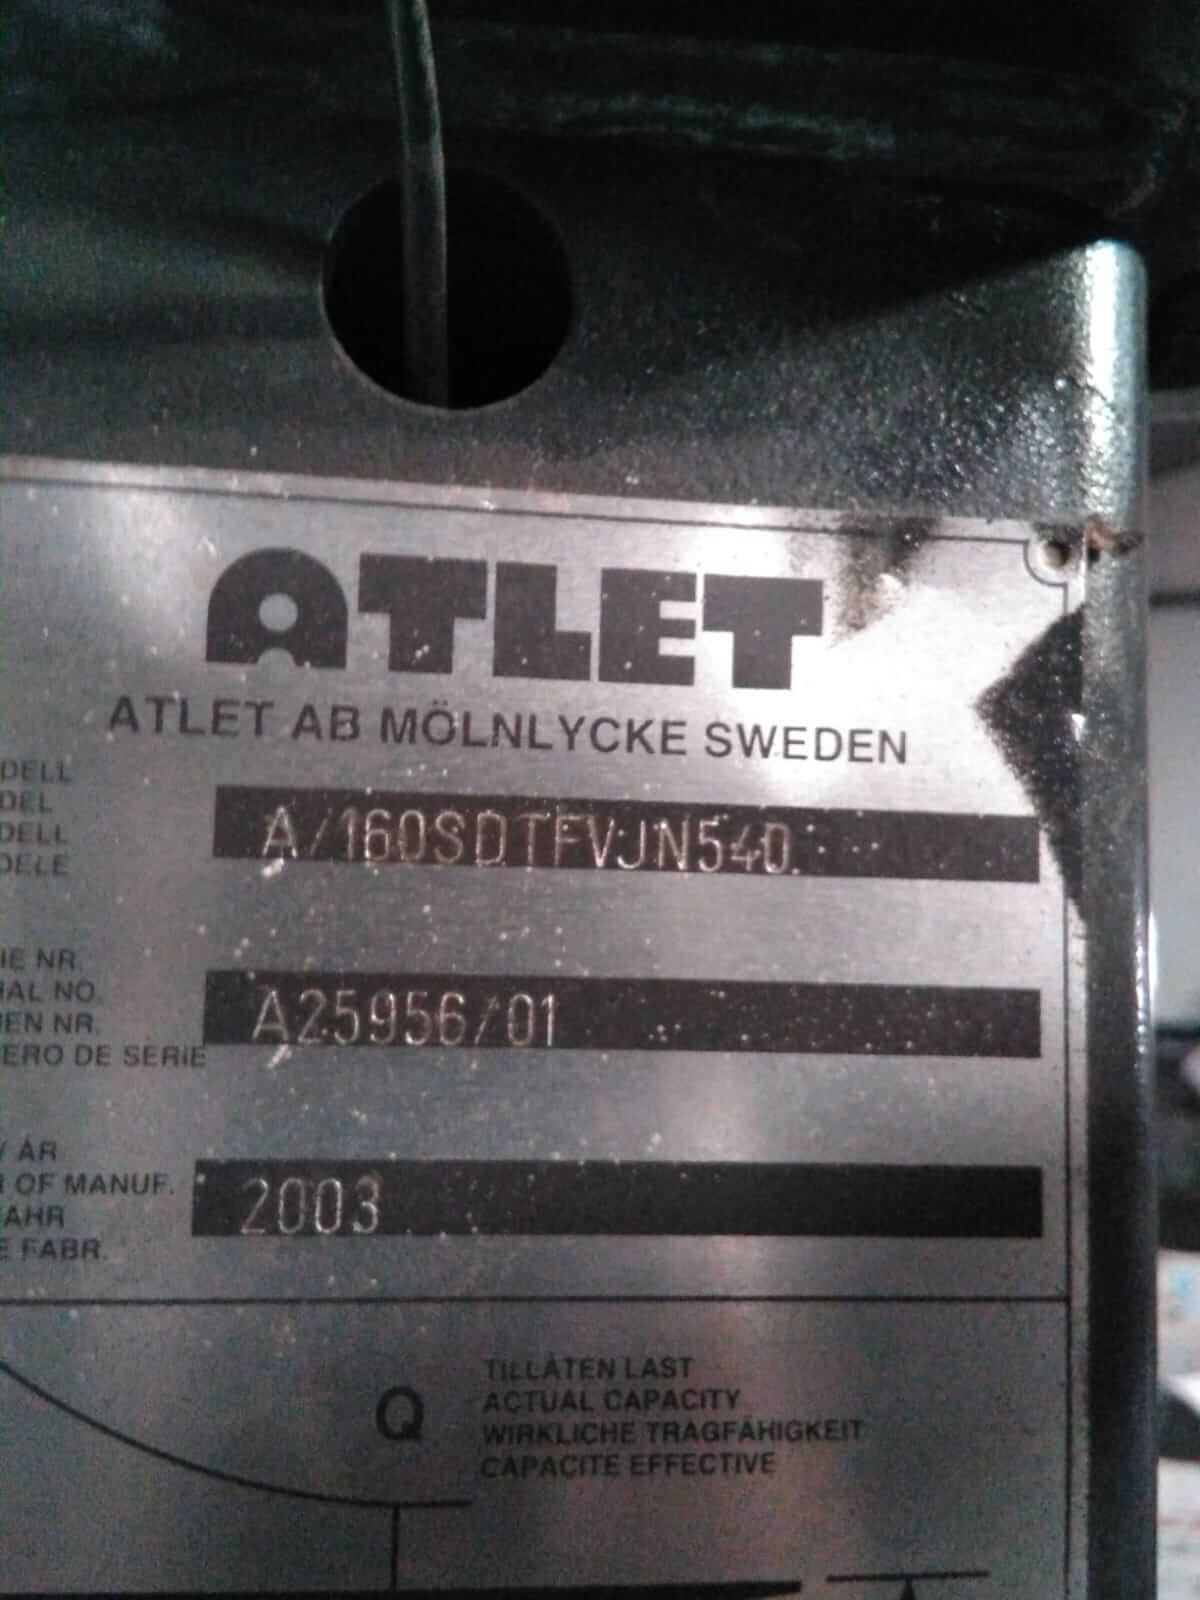 ATLET
ATLET AB MÖLNLYCKE SWEDEN
DELL
DEL
DELL
DELE
A/160SDTFVJN540
IE NR.
IAL NO.
IEN NR.
ERO DE SERIE
A25956/01
/ ÅR
OF MANUF.
AHR
E FABR.
2003
Q
TILLÅTEN LAST
ACTUAL CAPACITY
WIRKLICHE TRAGFÄHIGKEIT
CAPACITE EFFECTIVE